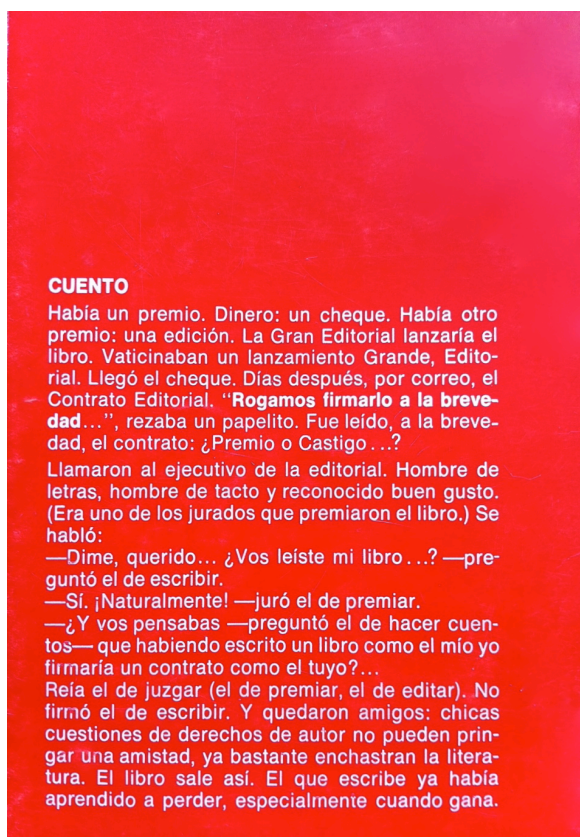 CUENTO
Había un premio. Dinero: un cheque. Había otro
premio: una edición. La Gran Editorial lanzaría el
libro. Vaticinaban un lanzamiento Grande, Edito-
rial. Llegó el cheque. Días después, por correo, el
Contrato Editorial. "Rogamos firmarlo a la breve-
dad...", rezaba un papelito. Fue leído, a la breve-
dad, el contrato: ¿Premio o Castigo...?
Llamaron al ejecutivo de la editorial. Hombre de
letras, hombre de tacto y reconocido buen gusto.
(Era uno de los jurados que premiaron el libro.) Se
habló:
—Dime, querido... ¿Vos leíste mi libro...? —pre-
guntó el de escribir.
—Sí. ¡Naturalmente! —juró el de premiar.
—¿Y vos pensabas —preguntó el de hacer cuen-
tos— que habiendo escrito un libro como el mío yo
firmaría un contrato como el tuyo?...
Reía el de juzgar (el de premiar, el de editar). No
firmó el de escribir. Y quedaron amigos: chicas
cuestiones de derechos de autor no pueden prin-
gar una amistad, ya bastante enchastran la litera-
tura. El libro sale así. El que escribe ya había
aprendido a perder, especialmente cuando gana.